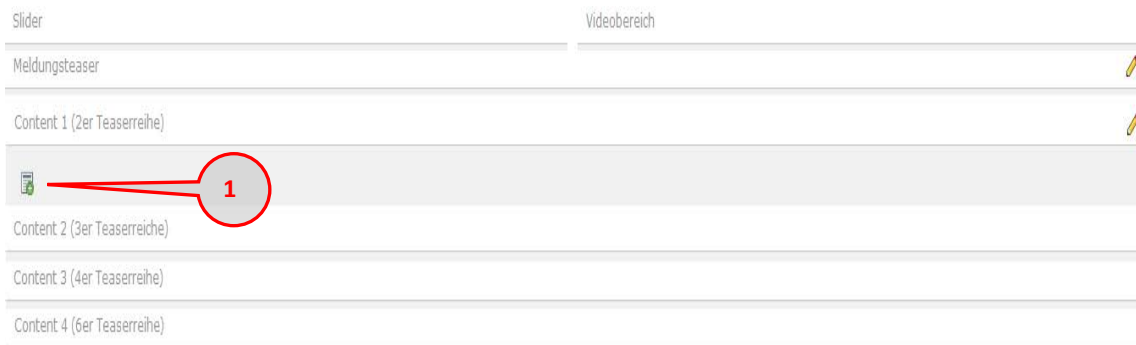 Slider
Videobereich
Meldungsteaser
Content 1 (2er Teaserreihe)
1
Content 2 (3er Teaserreiche)
Content 3 (4er Teaserreihe)
Content 4 (6er Teaserreihe)